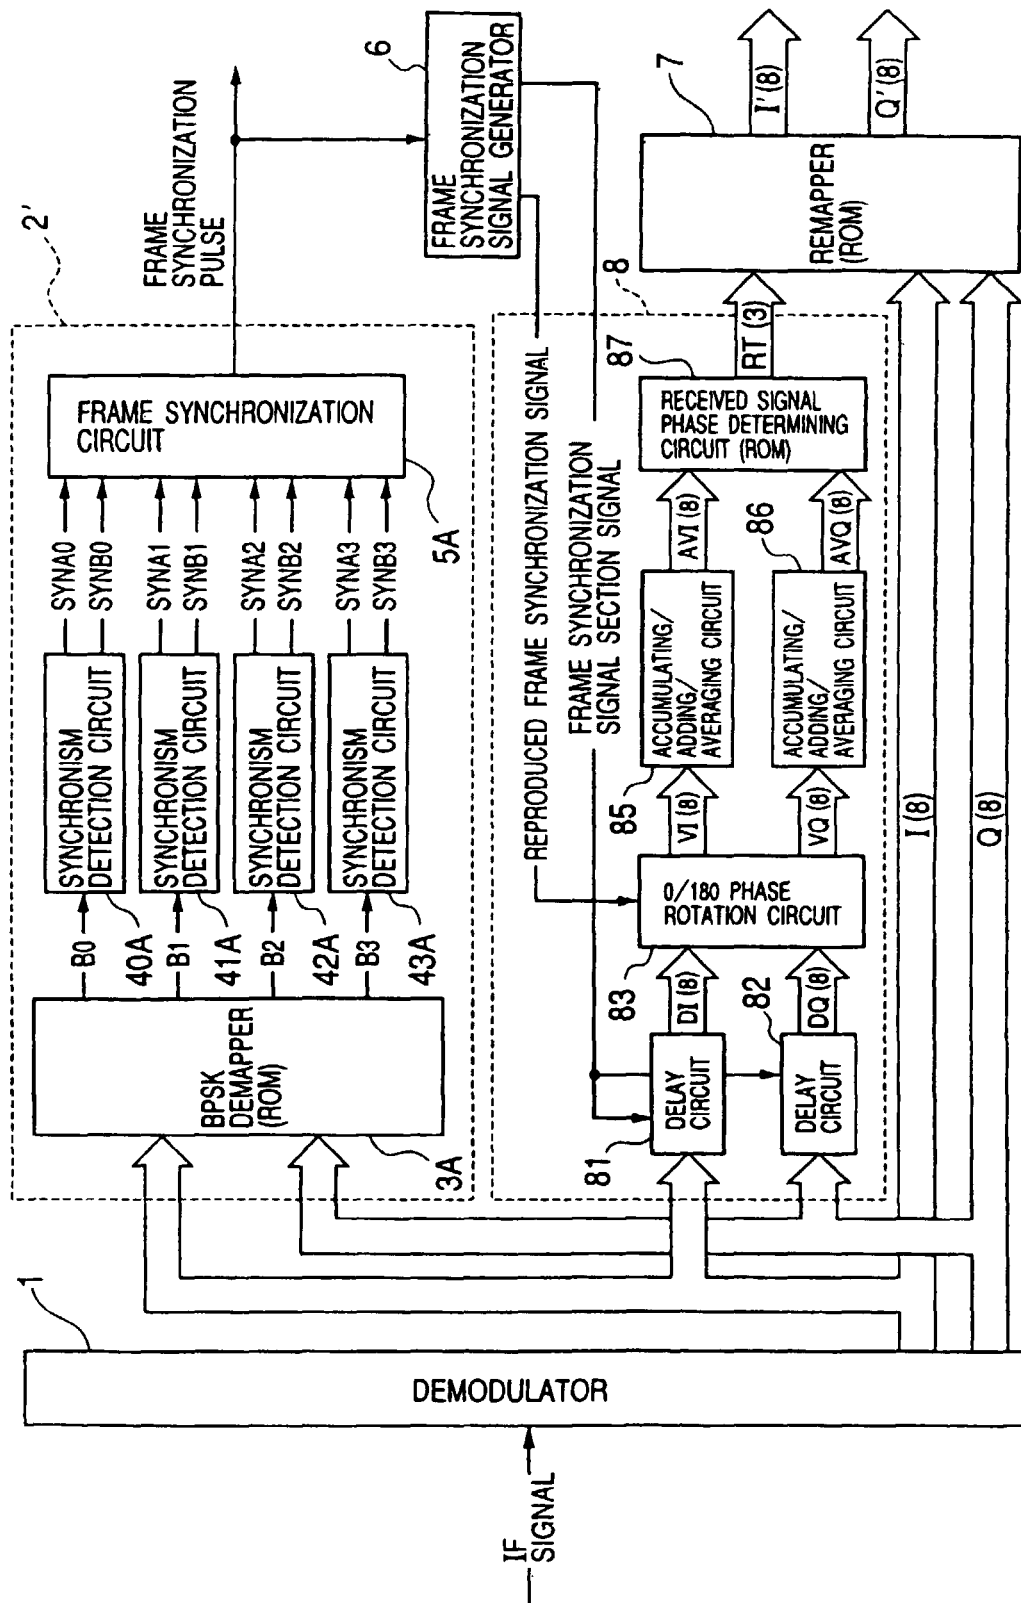 IF
SIGNAL
1
DEMODULATOR
2'
3A
BPSK
DEMAPPER
(ROM)
B0
B1
B2
B3
40A
41A
42A
43A
SYNCHRONISM
DETECTION CIRCUIT
SYNCHRONISM
DETECTION CIRCUIT
SYNCHRONISM
DETECTION CIRCUIT
SYNCHRONISM
DETECTION CIRCUIT
SYNA0
SYNB0
SYNA1
SYNB1
SYNA2
SYNB2
SYNA3
SYNB3
FRAME SYNCHRONIZATION
CIRCUIT
5A
FRAME
SYNCHRONIZATION
PULSE
6
FRAME
SYNCHRONIZATION
SIGNAL GENERATOR
REPRODUCED FRAME SYNCHRONIZATION SIGNAL
FRAME SYNCHRONIZATION
SIGNAL SECTION SIGNAL
8
81
DELAY
CIRCUIT
82
DELAY
CIRCUIT
DI (8)
DQ (8)
83
0/180 PHASE
ROTATION CIRCUIT
VI (8)
VQ (8)
85
ACCUMULATING/
ADDING/
AVERAGING CIRCUIT
86
ACCUMULATING/
ADDING/
AVERAGING CIRCUIT
AVI (8)
AVQ (8)
87
RECEIVED SIGNAL
PHASE DETERMINING
CIRCUIT (ROM)
RT (3)
7
REMAPPER
(ROM)
I (8)
Q (8)
I' (8)
Q' (8)